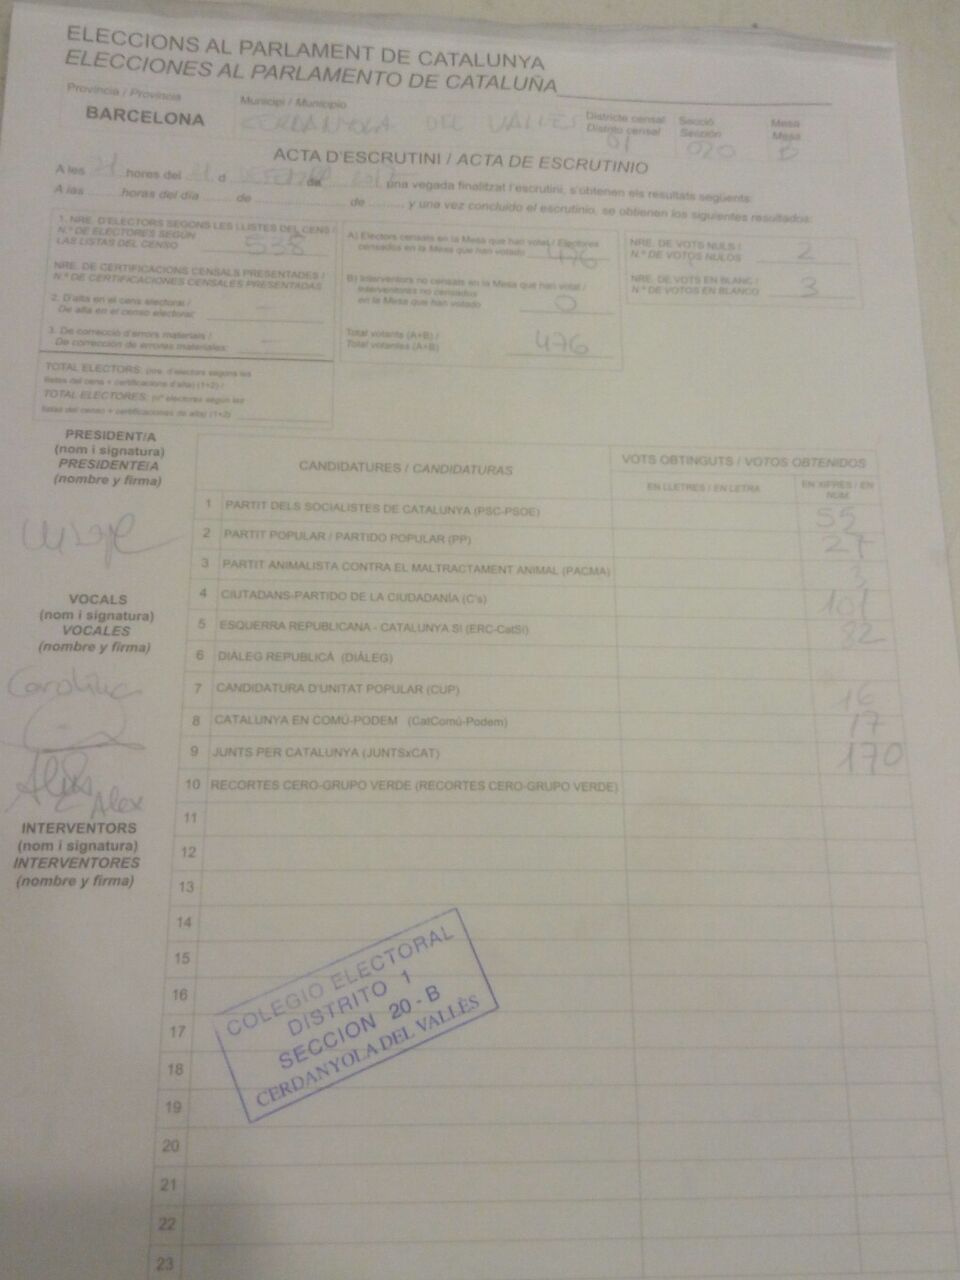 ELECCIONS AL PARLAMENT DE CATALUNYA
ELECCIONES AL PARLAMENTO DE CATALUÑA
Província / Provincia
BARCELONA
Municipi / Municipio
CERDANYOLA DEL VALLES
Districte censal
Distrito censal
01
Secció
Sección
020
Mesa
Mesa
B
ACTA D'ESCRUTINI / ACTA DE ESCRUTINIO
A les 21 hores del 21 d de 2017 una vegada finalitzat l'escrutini, s'obtenen els resultats següents:
A las ........ horas del día ........ de ........ de ........ y una vez concluido el escrutinio, se obtienen los siguientes resultados:
1. NRE. D'ELECTORS SEGONS LES LLISTES DEL CENS /
N.º DE ELECTORES SEGÚN
LAS LISTAS DEL CENSO
538
NRE. DE CERTIFICACIONS CENSALS PRESENTADES /
N.º DE CERTIFICACIONES CENSALES PRESENTADAS
2. D'alta en el cens electoral /
De alta en el censo electoral:
3. De correcció d'errors materials /
De corrección de errores materiales:
TOTAL ELECTORS: (nre. d'electors segons les
llistes del cens + certificacions d'alta) (1+2) /
TOTAL ELECTORES: (nº electores según las
listas del censo + certificaciones de alta) (1+2)
A) Electors censats en la Mesa que han votat / Electores
censados en la Mesa que han votado 476
B) Interventors no censats en la Mesa que han votat /
Interventores no censados
en la Mesa que han votado 0
Total votants (A+B) /
Total votantes (A+B) 476
NRE. DE VOTS NULS /
N.º DE VOTOS NULOS 2
NRE. DE VOTS EN BLANC /
N.º DE VOTOS EN BLANCO 3
PRESIDENT/A
(nom i signatura)
PRESIDENTE/A
(nombre y firma)
VOCALS
(nom i signatura)
VOCALES
(nombre y firma)
Carolina
Alex
INTERVENTORS
(nom i signatura)
INTERVENTORES
(nombre y firma)
CANDIDATURES / CANDIDATURAS
VOTS OBTINGUTS / VOTOS OBTENIDOS
EN LLETRES / EN LETRA
EN XIFRES / EN
NÚM.
1 PARTIT DELS SOCIALISTES DE CATALUNYA (PSC-PSOE) 55
2 PARTIT POPULAR / PARTIDO POPULAR (PP) 27
3 PARTIT ANIMALISTA CONTRA EL MALTRACTAMENT ANIMAL (PACMA) 3
4 CIUTADANS-PARTIDO DE LA CIUDADANÍA (C's) 101
5 ESQUERRA REPUBLICANA - CATALUNYA SÍ (ERC-CatSí) 82
6 DIÀLEG REPUBLICÀ (DIÀLEG)
7 CANDIDATURA D'UNITAT POPULAR (CUP) 16
8 CATALUNYA EN COMÚ-PODEM (CatComú-Podem) 17
9 JUNTS PER CATALUNYA (JUNTSxCAT) 170
10 RECORTES CERO-GRUPO VERDE (RECORTES CERO-GRUPO VERDE)
11
12
13
14
15
16
17
18
19
20
21
22
23
COLEGIO ELECTORAL
DISTRITO 1
SECCION 20 - B
CERDANYOLA DEL VALLÈS